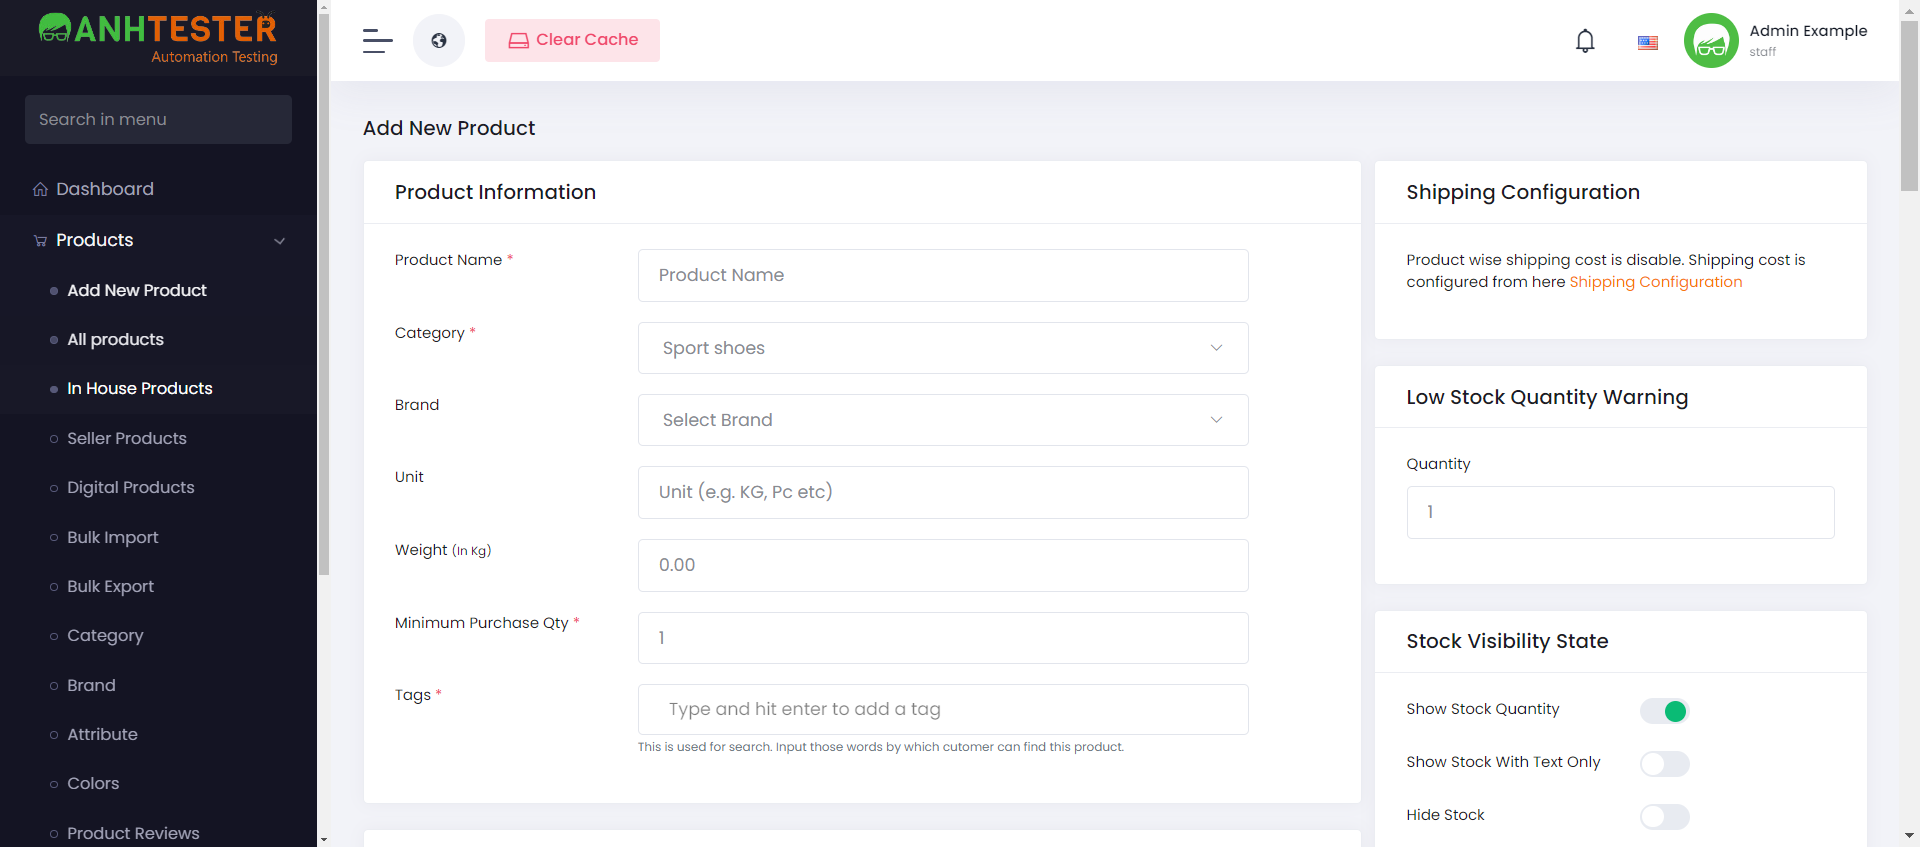 ANHTESTER
Automation Testing
Search in menu
Dashboard
Products
Add New Product
All products
In House Products
Seller Products
Digital Products
Bulk Import
Bulk Export
Category
Brand
Attribute
Colors
Product Reviews
Clear Cache
Admin Example
staff
Add New Product
Product Information
Product Name *
Product Name
Category *
Sport shoes
Brand
Select Brand
Unit
Unit (e.g. KG, Pc etc)
Weight (In Kg)
0.00
Minimum Purchase Qty *
1
Tags *
Type and hit enter to add a tag
This is used for search. Input those words by which cutomer can find this product.
Shipping Configuration
Product wise shipping cost is disable. Shipping cost is
configured from here Shipping Configuration
Low Stock Quantity Warning
Quantity
1
Stock Visibility State
Show Stock Quantity
Show Stock With Text Only
Hide Stock